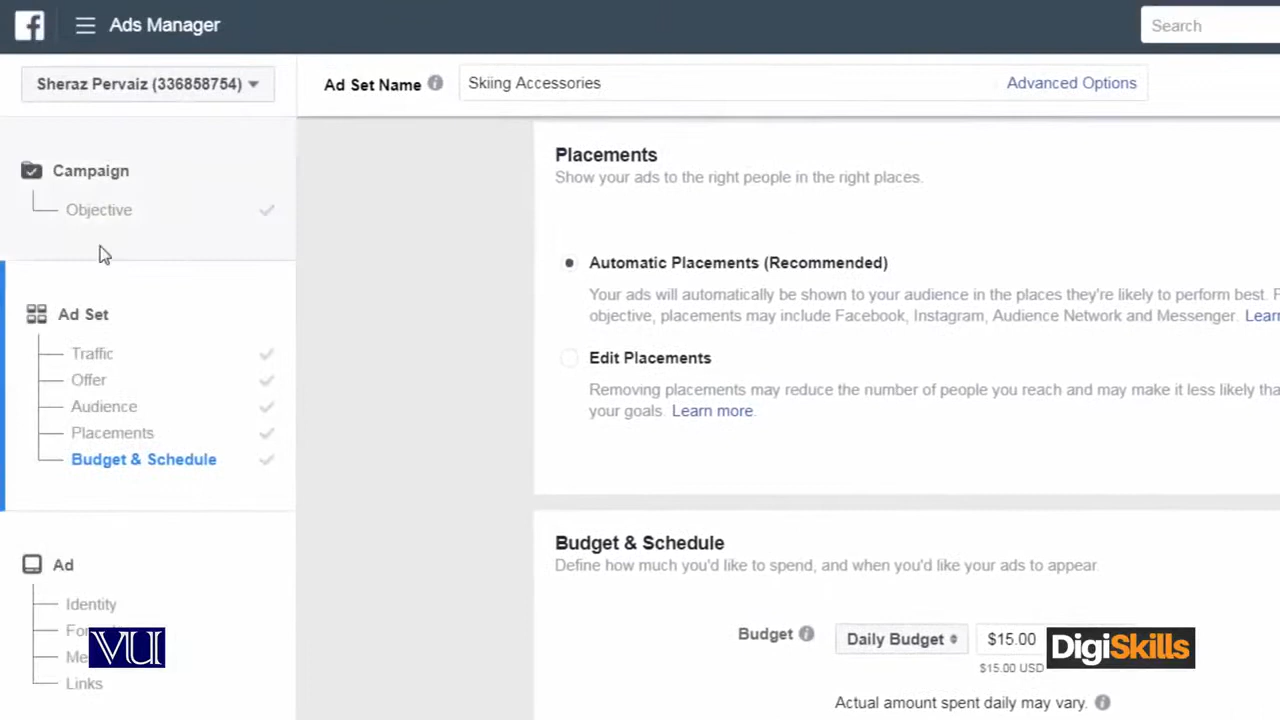 f
Ads Manager
Search
Sheraz Pervaiz (336858754)
Ad Set Name
Skiing Accessories
Advanced Options
Campaign
Objective
Ad Set
Traffic
Offer
Audience
Placements
Budget & Schedule
Ad
Identity
Links
Placements
Show your ads to the right people in the right places.
Automatic Placements (Recommended)
Your ads will automatically be shown to your audience in the places they're likely to perform best.
objective, placements may include Facebook, Instagram, Audience Network and Messenger.
Edit Placements
Removing placements may reduce the number of people you reach and may make it less likely
your goals. Learn more.
Budget & Schedule
Define how much you'd like to spend, and when you'd like your ads to appear.
Budget
Daily Budget
$15.00
$15.00 USD
Actual amount spent daily may vary.
VU
DigiSkills